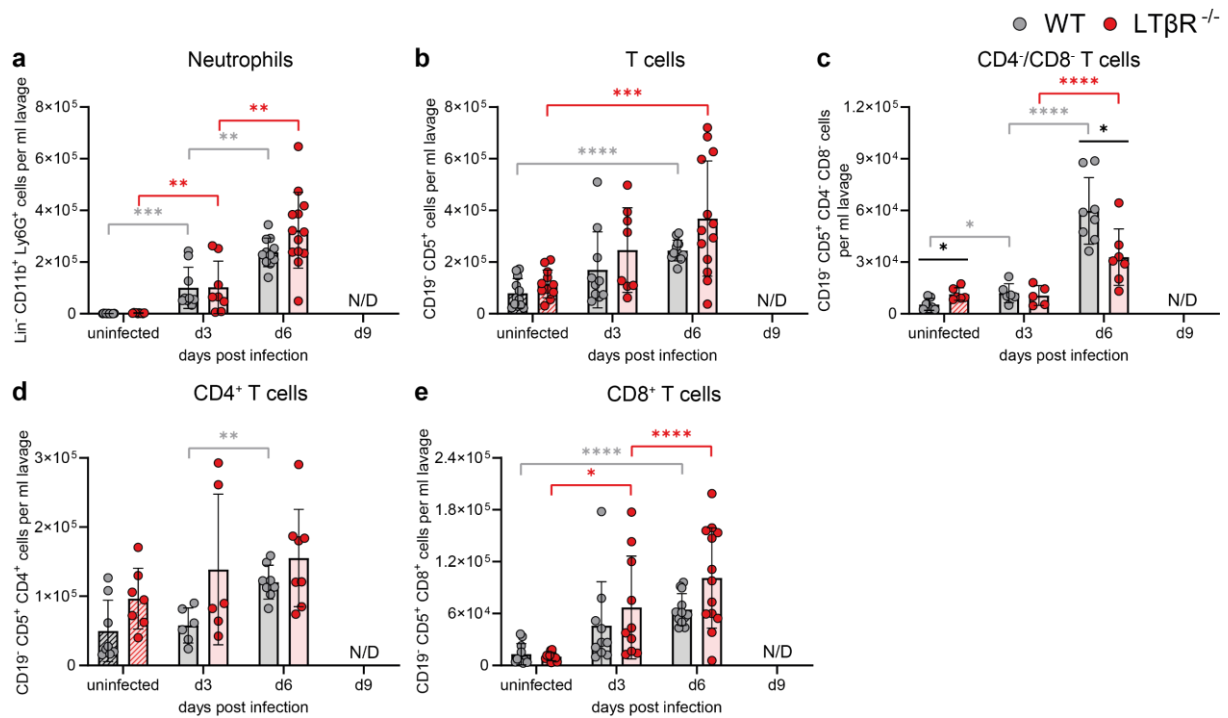 WT LTβR⁻/⁻
a Neutrophils
Lin⁻ CD11b⁺ Ly6G⁺ cells per ml lavage
8×10⁵
6×10⁵
4×10⁵
2×10⁵
0
***
**
**
**
N/D
uninfected d3 d6 d9
days post infection
b T cells
CD19⁻ CD5⁺ cells per ml lavage
8×10⁵
6×10⁵
4×10⁵
2×10⁵
0
****
***
N/D
uninfected d3 d6 d9
days post infection
c CD4⁻/CD8⁻ T cells
CD19⁻ CD5⁺ CD4⁻ CD8⁻ cells
per ml lavage
1.2×10⁵
9×10⁴
6×10⁴
3×10⁴
0
****
****
*
*
*
N/D
uninfected d3 d6 d9
days post infection
d CD4⁺ T cells
CD19⁻ CD5⁺ CD4⁺ cells per ml lavage
3×10⁵
2×10⁵
1×10⁵
0
**
N/D
uninfected d3 d6 d9
days post infection
e CD8⁺ T cells
CD19⁻ CD5⁺ CD8⁺ cells per ml lavage
2.4×10⁵
1.8×10⁵
1.2×10⁵
6×10⁴
0
****
****
*
N/D
uninfected d3 d6 d9
days post infection